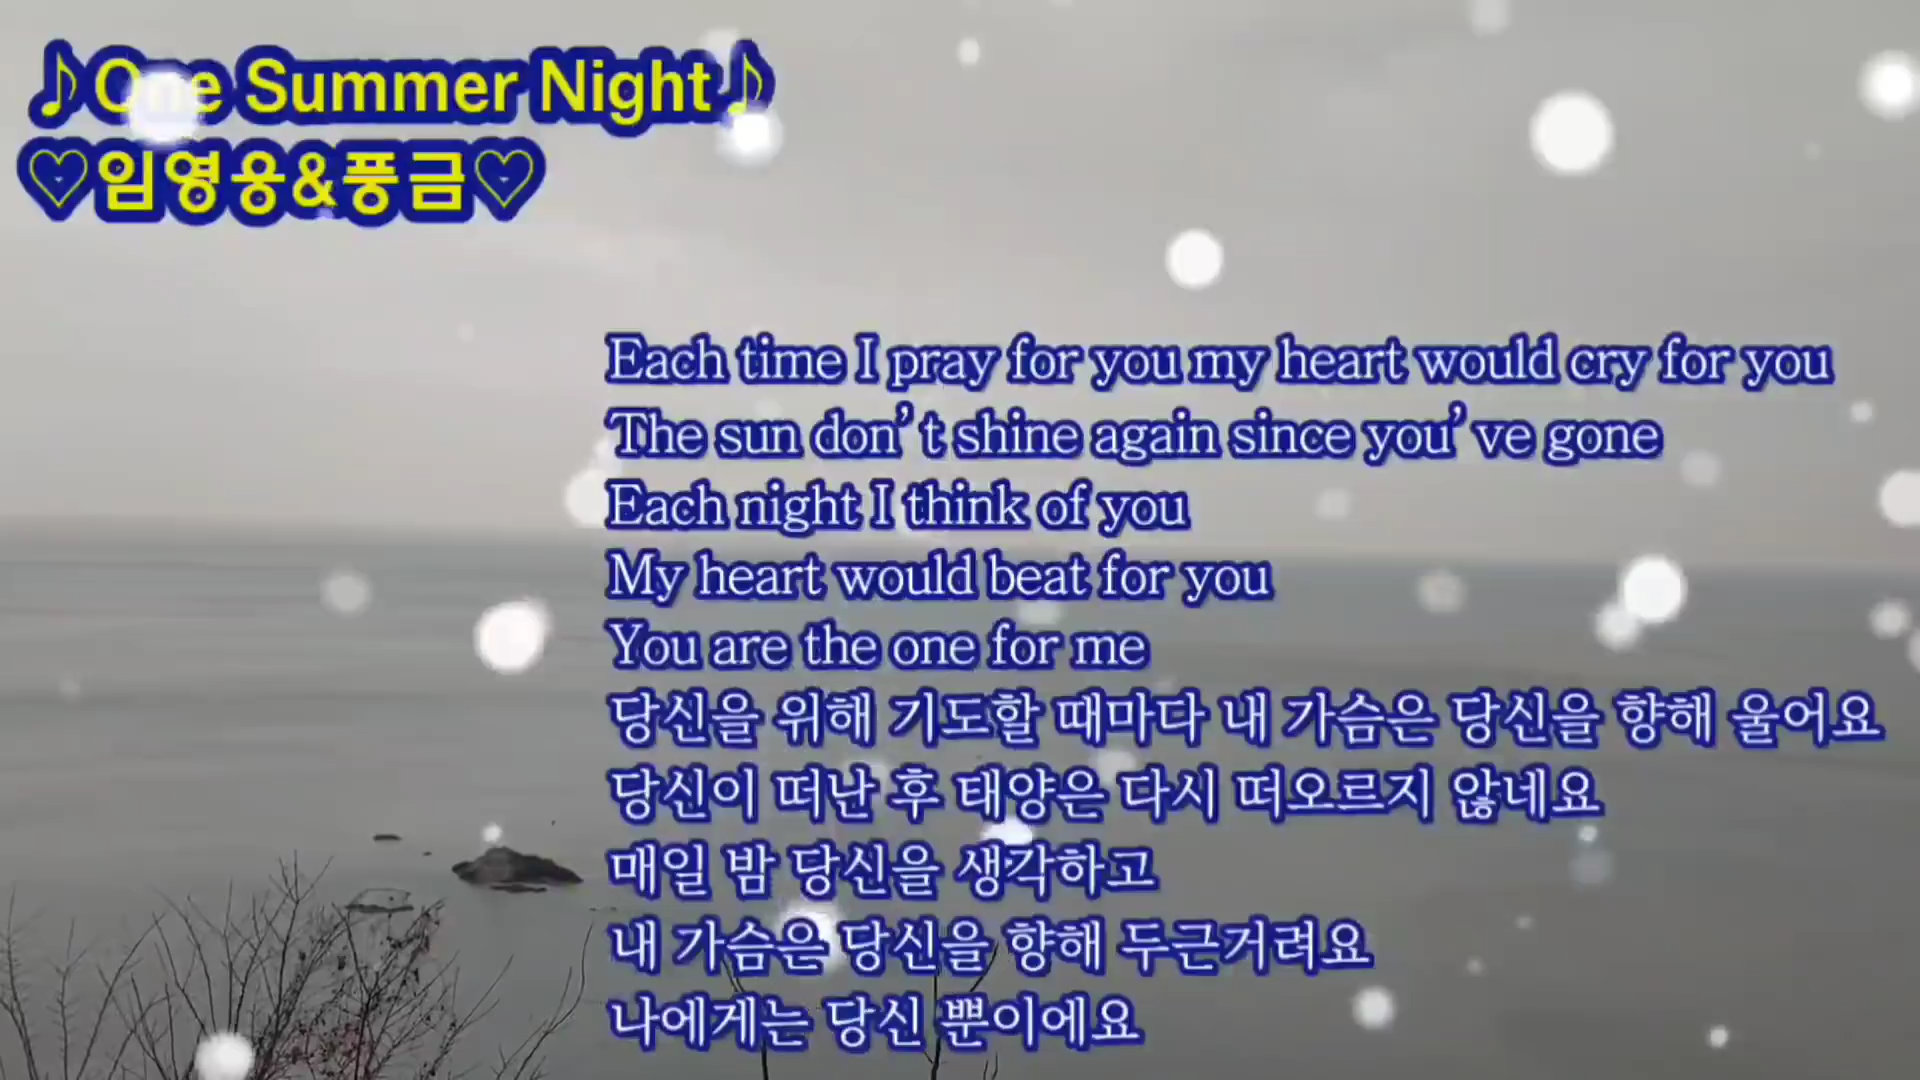 ♪One Summer Night♪
♡임영웅&풍금♡
Each time I pray for you my heart would cry for you
The sun don't shine again since you've gone
Each night I think of you
My heart would beat for you
You are the one for me
당신을 위해 기도할 때마다 내 가슴은 당신을 향해 울어요
당신이 떠난 후 태양은 다시 떠오르지 않네요
매일 밤 당신을 생각하고
내 가슴은 당신을 향해 두근거려요
나에게는 당신 뿐이에요